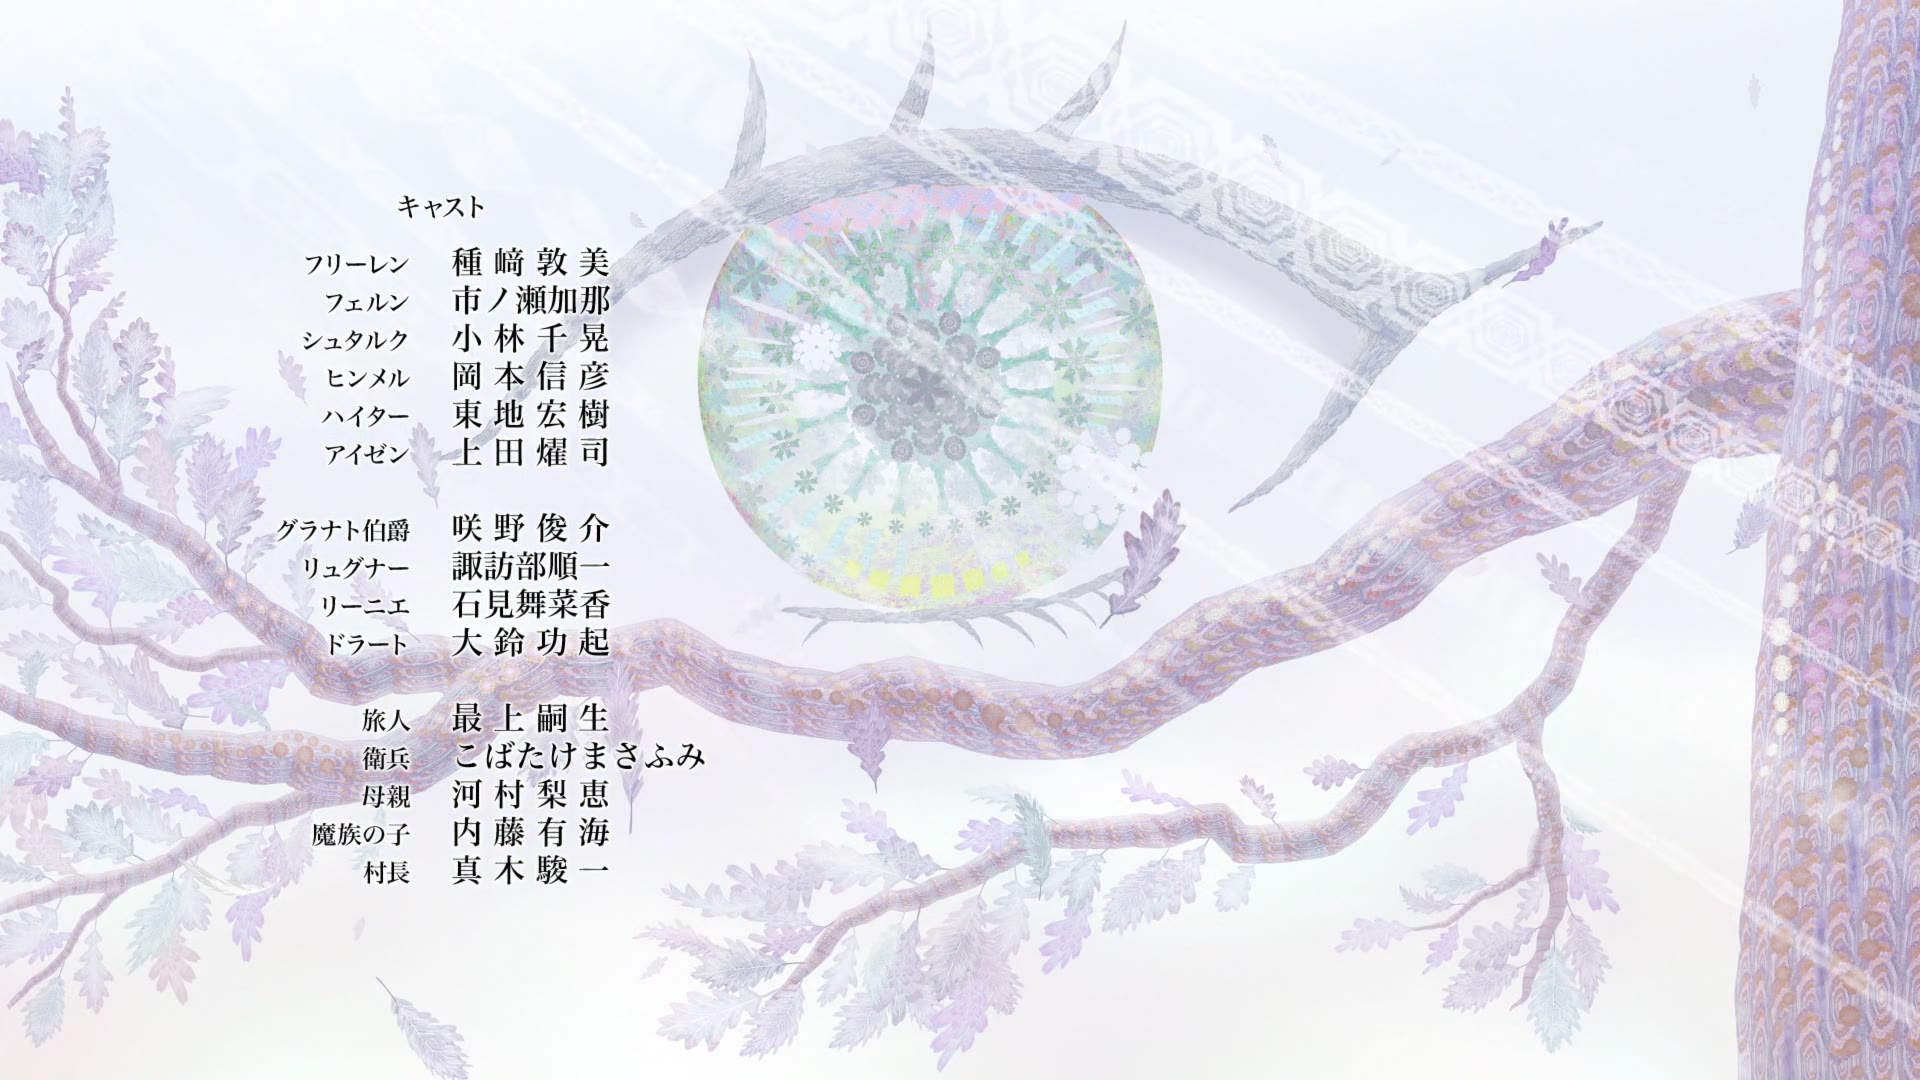 キャスト
フリーレン 種﨑敦美
フェルン 市ノ瀬加那
シュタルク 小林千晃
ヒンメル 岡本信彦
ハイター 東地宏樹
アイゼン 上田燿司
グラナト伯爵 咲野俊介
リュグナー 諏訪部順一
リーニエ 石見舞菜香
ドラート 大鈴功起
旅人 最上嗣生
衛兵 こばたけまさふみ
母親 河村梨恵
魔族の子 内藤有海
村長 真木駿一